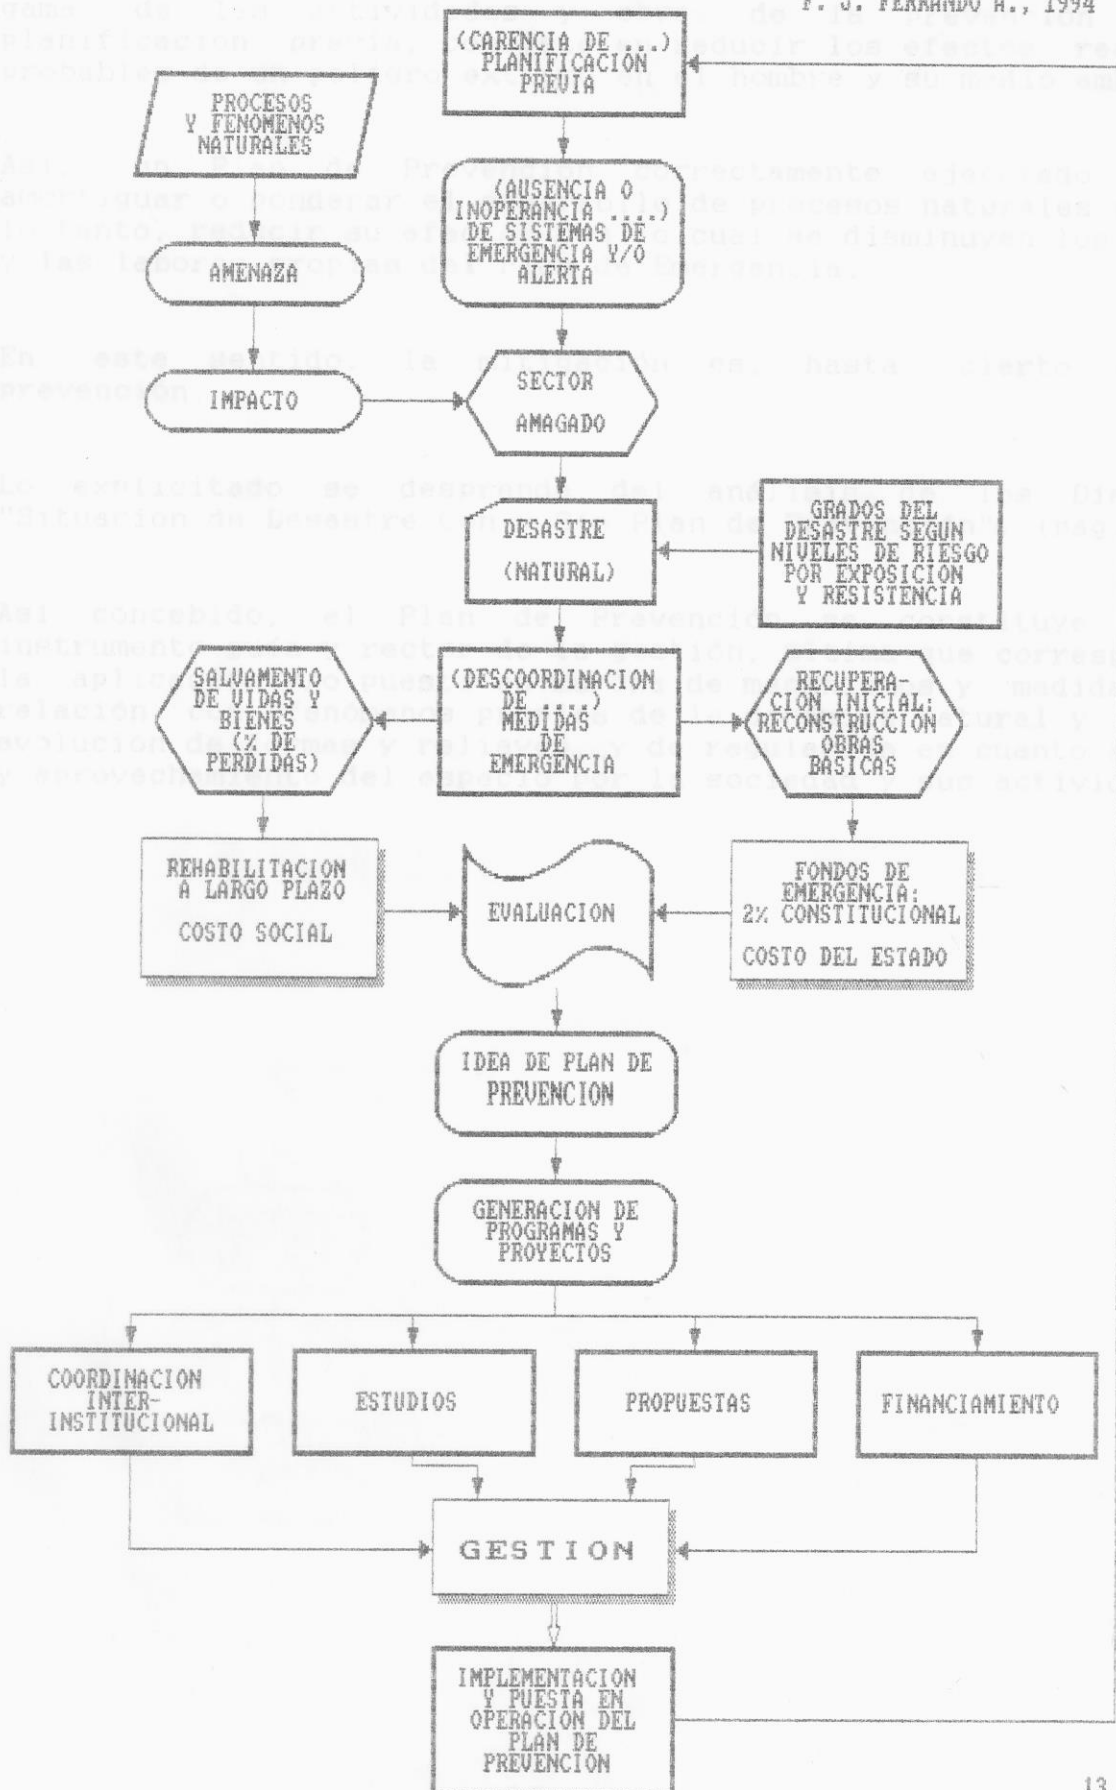 F. J. FERRANDO A., 1994
(CARENCIA DE ...)
PLANIFICACIÓN
PREVIA
PROCESOS
Y FENOMENOS
NATURALES
(AUSENCIA O
INOPERANCIA ....)
DE SISTEMAS DE
EMERGENCIA Y/O
ALERTA
AMENAZA
IMPACTO
SECTOR
AMAGADO
DESASTRE
(NATURAL)
GRADOS DEL
DESASTRE SEGUN
NIVELES DE RIESGO
POR EXPOSICION
Y RESISTENCIA
SALVAMENTO
DE VIDAS Y
BIENES
(% DE
PERDIDAS)
(DESCOORDINACION
DE ....)
MEDIDAS
DE
EMERGENCIA
RECUPERA-
CIÓN INICIAL:
RECONSTRUCCIÓN
OBRAS
BASICAS
REHABILITACION
A LARGO PLAZO
COSTO SOCIAL
EVALUACION
FONDOS DE
EMERGENCIA:
2% CONSTITUCIONAL
COSTO DEL ESTADO
IDEA DE PLAN DE
PREVENCION
GENERACION DE
PROGRAMAS Y
PROYECTOS
COORDINACION
INTER-
INSTITUCIONAL
ESTUDIOS
PROPUESTAS
FINANCIAMIENTO
GESTION
IMPLEMENTACION
Y PUESTA EN
OPERACION DEL
PLAN DE
PREVENCION
13